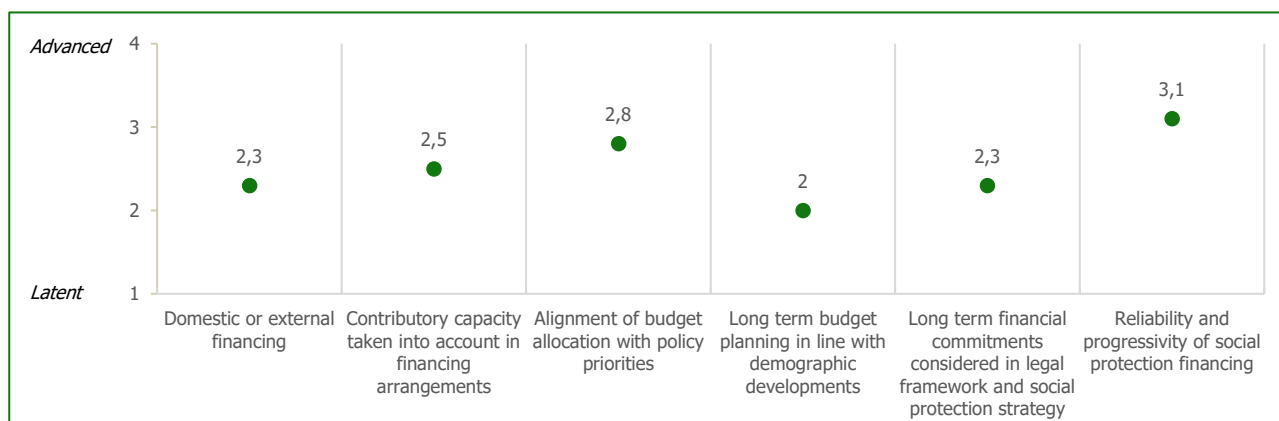 Advanced
4
3
2
1
Latent
2,3
2,5
2,8
2
2,3
3,1
Domestic or external
financing
Contributory capacity
taken into account in
financing
arrangements
Alignment of budget
allocation with policy
priorities
Long term budget
planning in line with
demographic
developments
Long term financial
commitments
considered in legal
framework and social
protection strategy
Reliability and
progressivity of social
protection financing